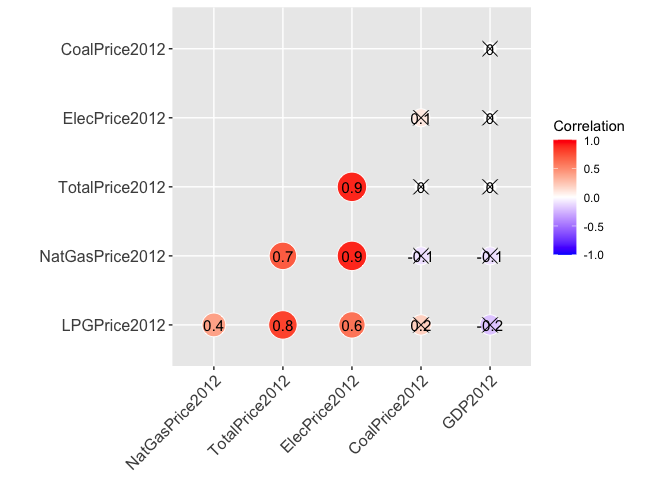 CoalPrice2012
0
ElecPrice2012
0.1
0
Correlation
1.0
0.5
0.0
-0.5
-1.0
TotalPrice2012
0.9
0
0
NatGasPrice2012
0.7
0.9
-0.1
-0.1
LPGPrice2012
0.4
0.8
0.6
0.2
-0.2
NatGasPrice2012
TotalPrice2012
ElecPrice2012
CoalPrice2012
GDP2012